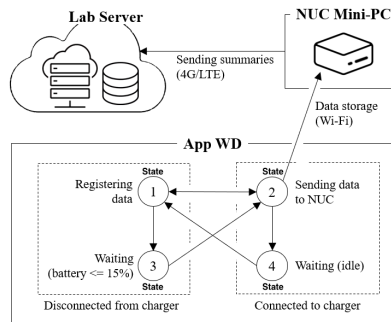 Lab Server
NUC Mini-PC
Sending summaries
(4G/LTE)
Data storage
(Wi-Fi)
App WD
State
State
Registering
data
1
2
Sending data
to NUC
Waiting
(battery <= 15%)
3
4
Waiting (idle)
State
State
Disconnected from charger
Connected to charger